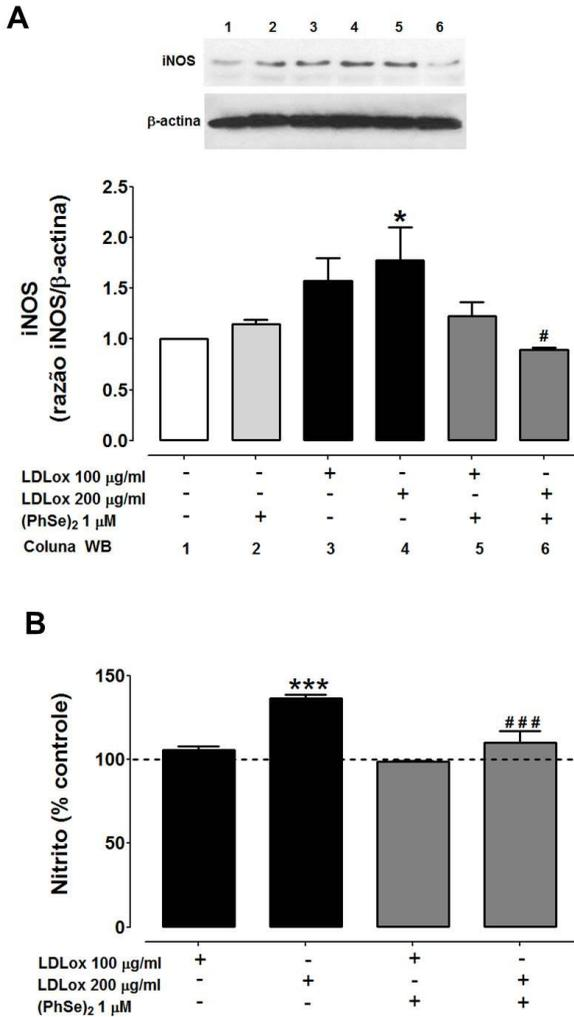 A
1 2 3 4 5 6
iNOS
β-actina
iNOS
(razão iNOS/β-actina)
2.5
2.0
1.5
1.0
0.5
0.0
*
#
LDLox 100 μg/ml - - + - + -
LDLox 200 μg/ml - - - + - +
(PhSe)₂ 1 μM - + - - + +
Coluna WB 1 2 3 4 5 6
B
Nitrito (% controle)
150
100
50
0
***
###
LDLox 100 μg/ml + - + -
LDLox 200 μg/ml - + - +
(PhSe)₂ 1 μM - - + +